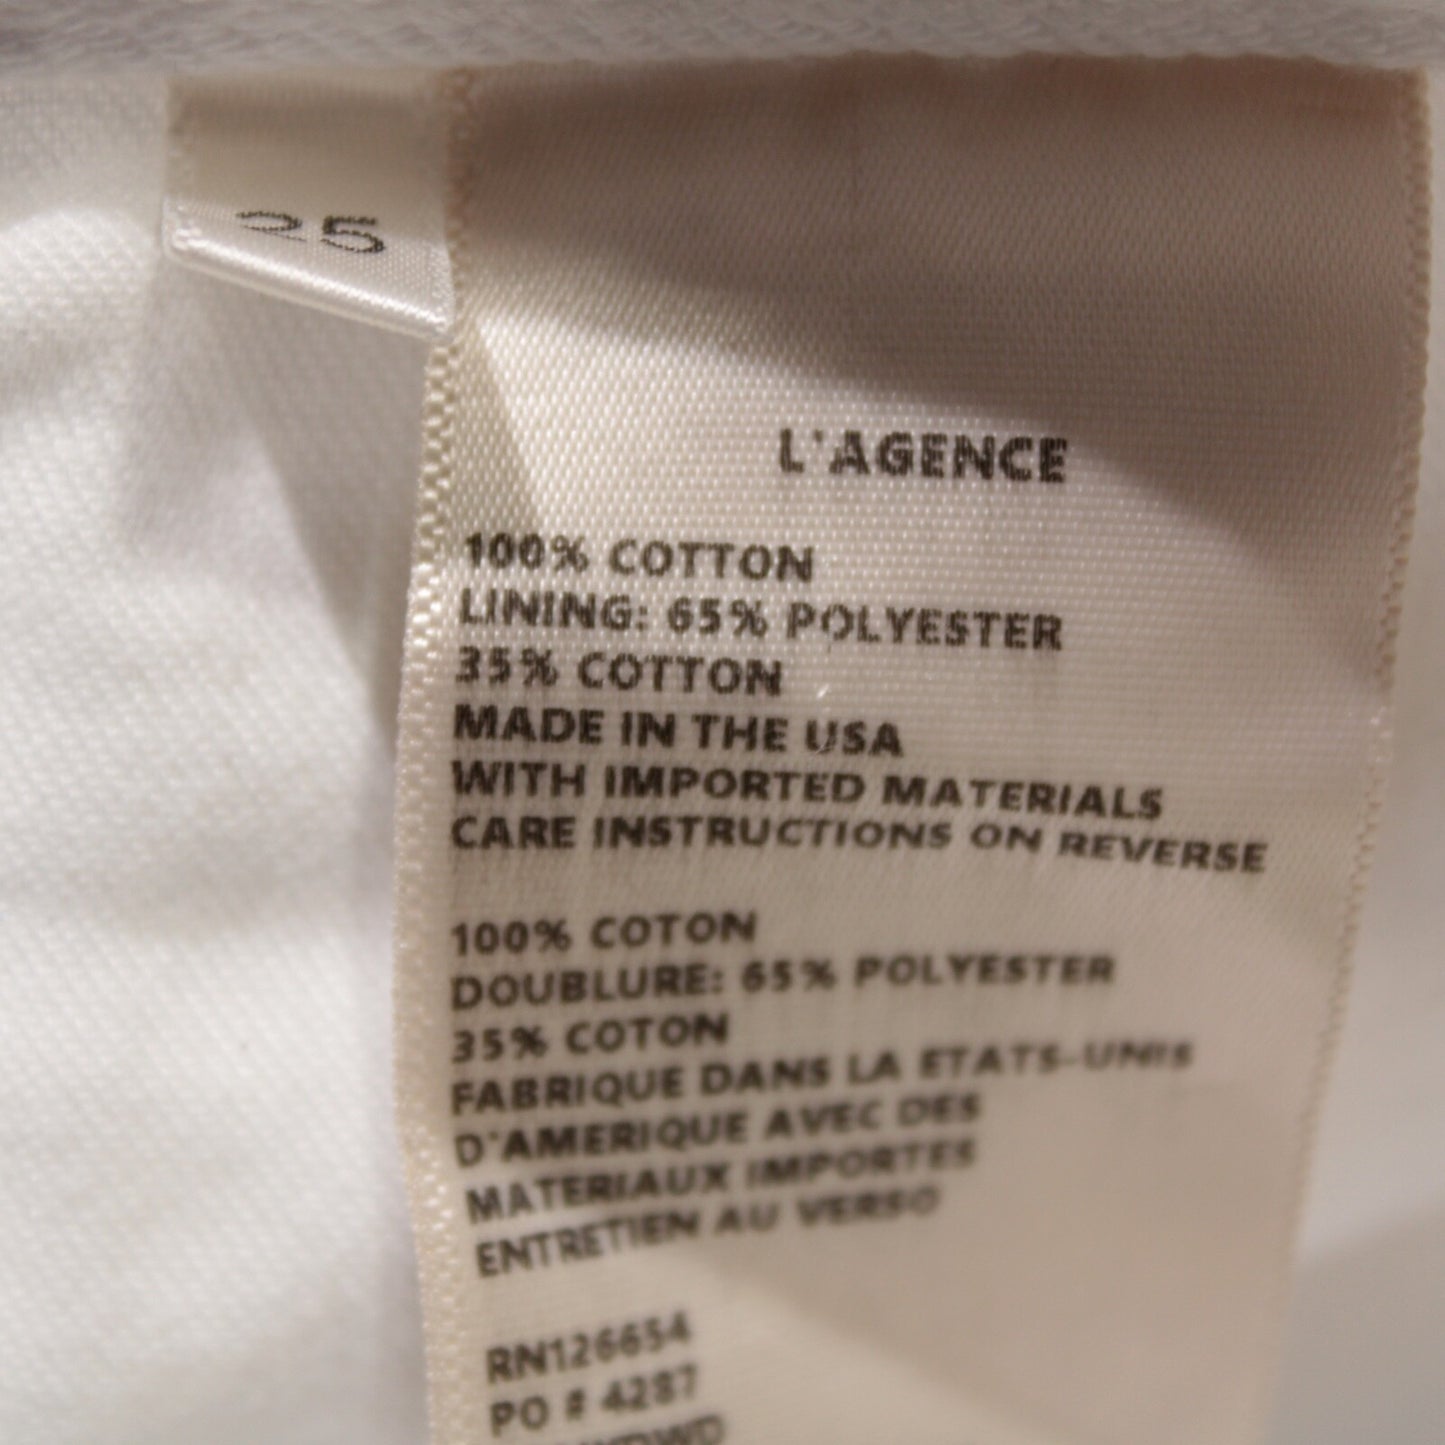 25
L'AGENCE
100% COTTON
LINING: 65% POLYESTER
35% COTTON
MADE IN THE USA
WITH IMPORTED MATERIALS
CARE INSTRUCTIONS ON REVERSE
100% COTON
DOUBLURE: 65% POLYESTER
35% COTON
FABRIQUE DANS LA ETATS-UNIS
D'AMERIQUE AVEC DES
MATERIAUX IMPORTES
ENTRETIEN AU VERSO
RN126654
PO # 4287